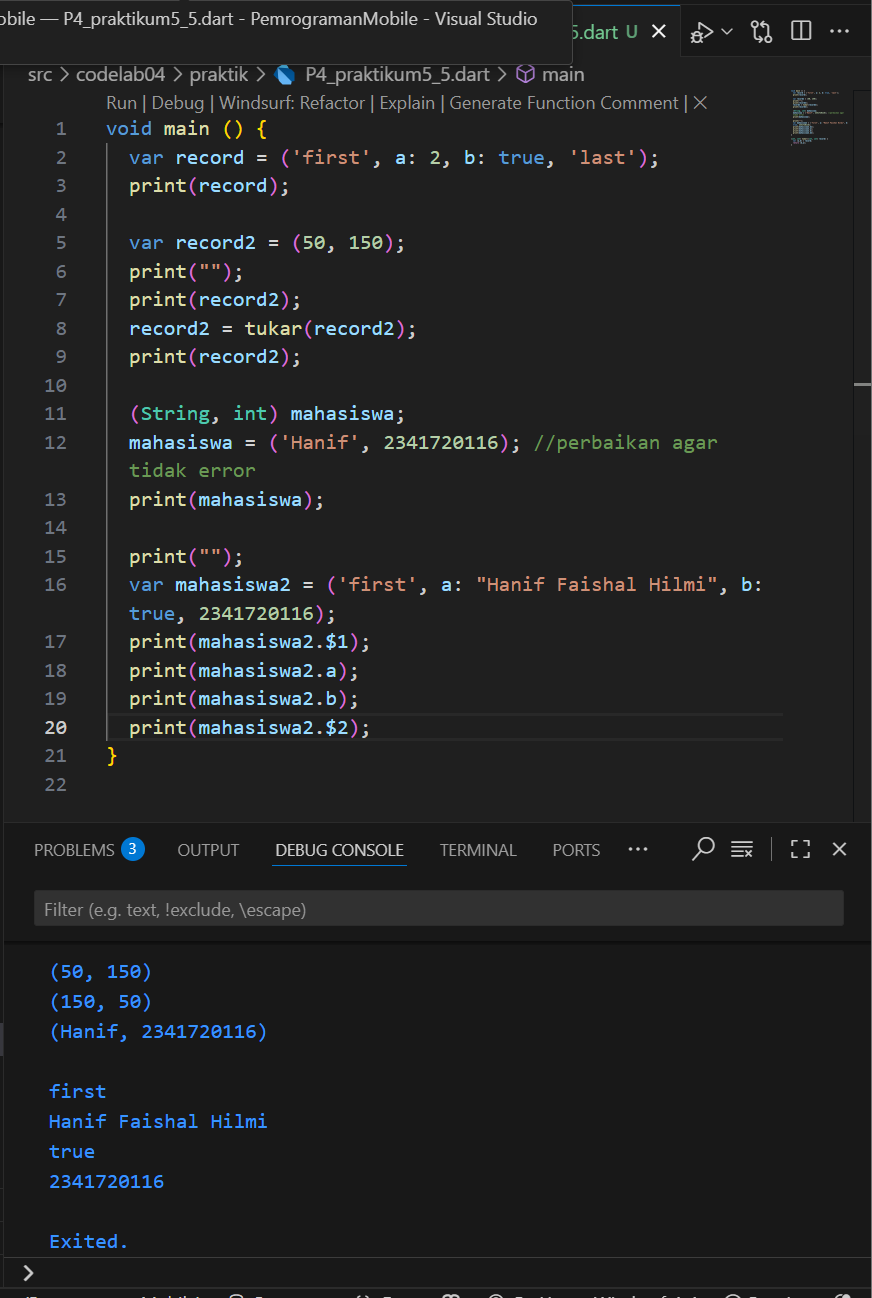 obile — P4_praktikum5_5.dart - PemrogramanMobile - Visual Studio
5.dart U
src > codelab04 > praktik > P4_praktikum5_5.dart > main
Run | Debug | Windsurf: Refactor | Explain | Generate Function Comment | ×
1 void main () {
2 var record = ('first', a: 2, b: true, 'last');
3 print(record);
4
5 var record2 = (50, 150);
6 print("");
7 print(record2);
8 record2 = tukar(record2);
9 print(record2);
10
11 (String, int) mahasiswa;
12 mahasiswa = ('Hanif', 2341720116); //perbaikan agar
tidak error
13 print(mahasiswa);
14
15 print("");
16 var mahasiswa2 = ('first', a: "Hanif Faishal Hilmi", b:
true, 2341720116);
17 print(mahasiswa2.$1);
18 print(mahasiswa2.a);
19 print(mahasiswa2.b);
20 print(mahasiswa2.$2);
21 }
22
PROBLEMS 3 OUTPUT DEBUG CONSOLE TERMINAL PORTS ···
Filter (e.g. text, !exclude, \escape)
(50, 150)
(150, 50)
(Hanif, 2341720116)
first
Hanif Faishal Hilmi
true
2341720116
Exited.
>